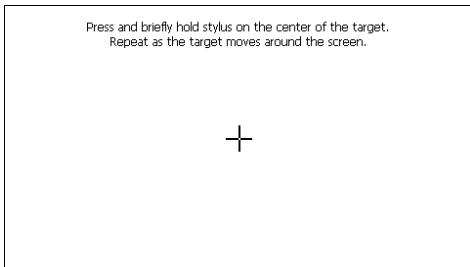 Press and briefly hold stylus on the center of the target.
Repeat as the target moves around the screen.